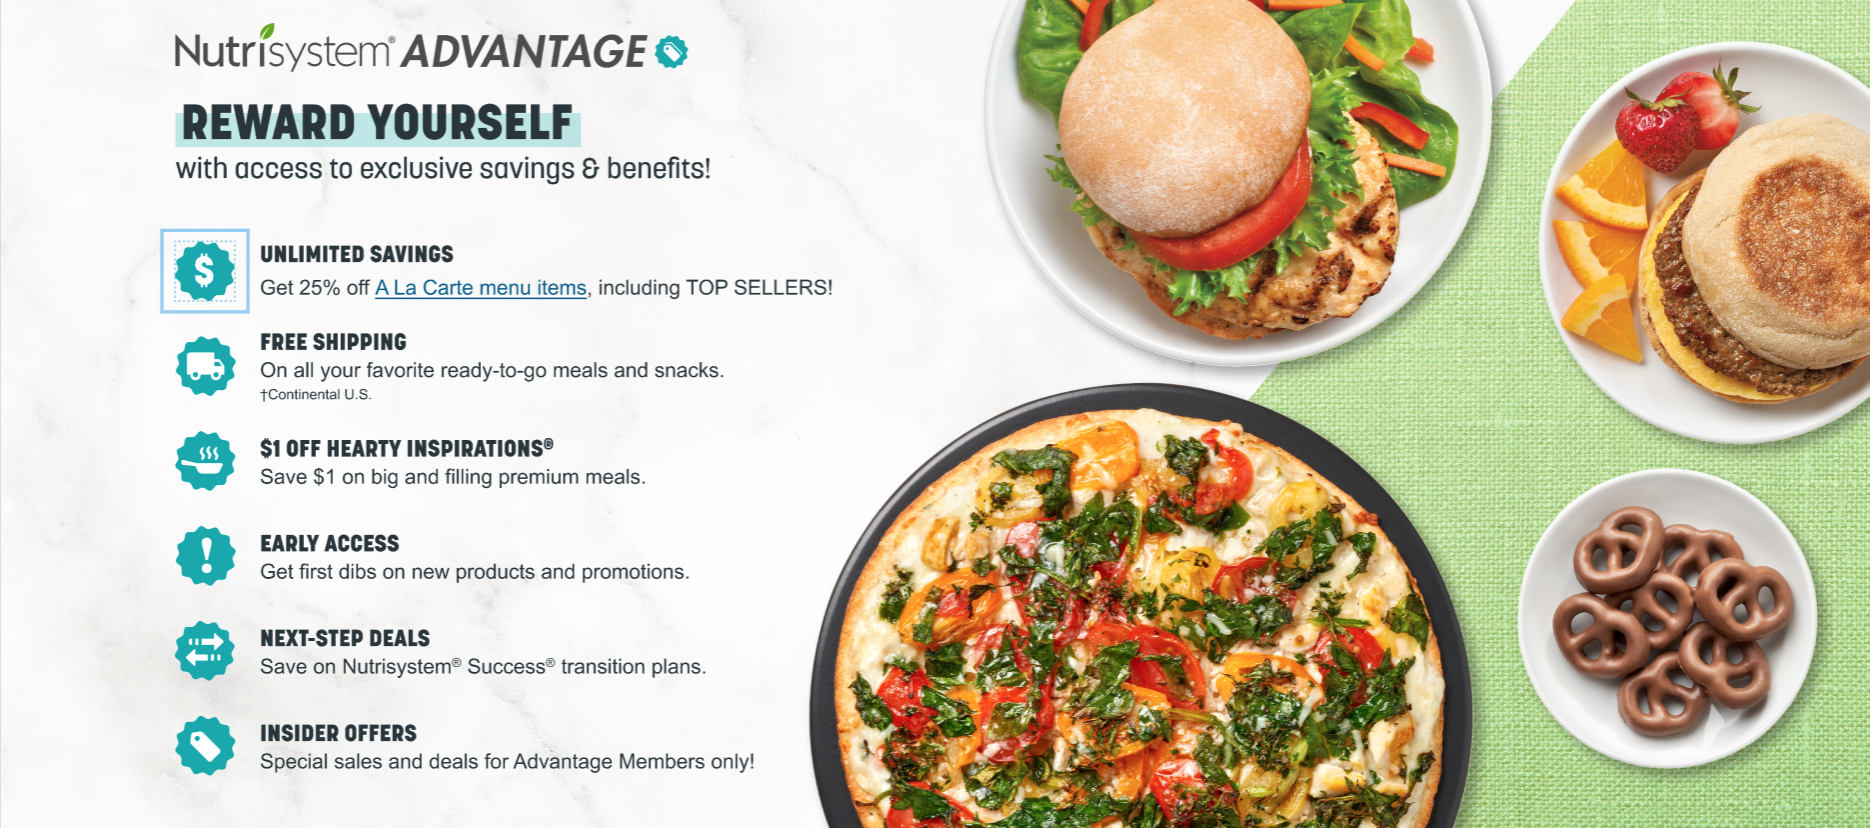 Nutrisystem® ADVANTAGE
REWARD YOURSELF
with access to exclusive savings & benefits!
$
UNLIMITED SAVINGS
Get 25% off A La Carte menu items, including TOP SELLERS!
FREE SHIPPING
On all your favorite ready-to-go meals and snacks.
†Continental U.S.
$1 OFF HEARTY INSPIRATIONS®
Save $1 on big and filling premium meals.
!
EARLY ACCESS
Get first dibs on new products and promotions.
NEXT-STEP DEALS
Save on Nutrisystem® Success® transition plans.
INSIDER OFFERS
Special sales and deals for Advantage Members only!